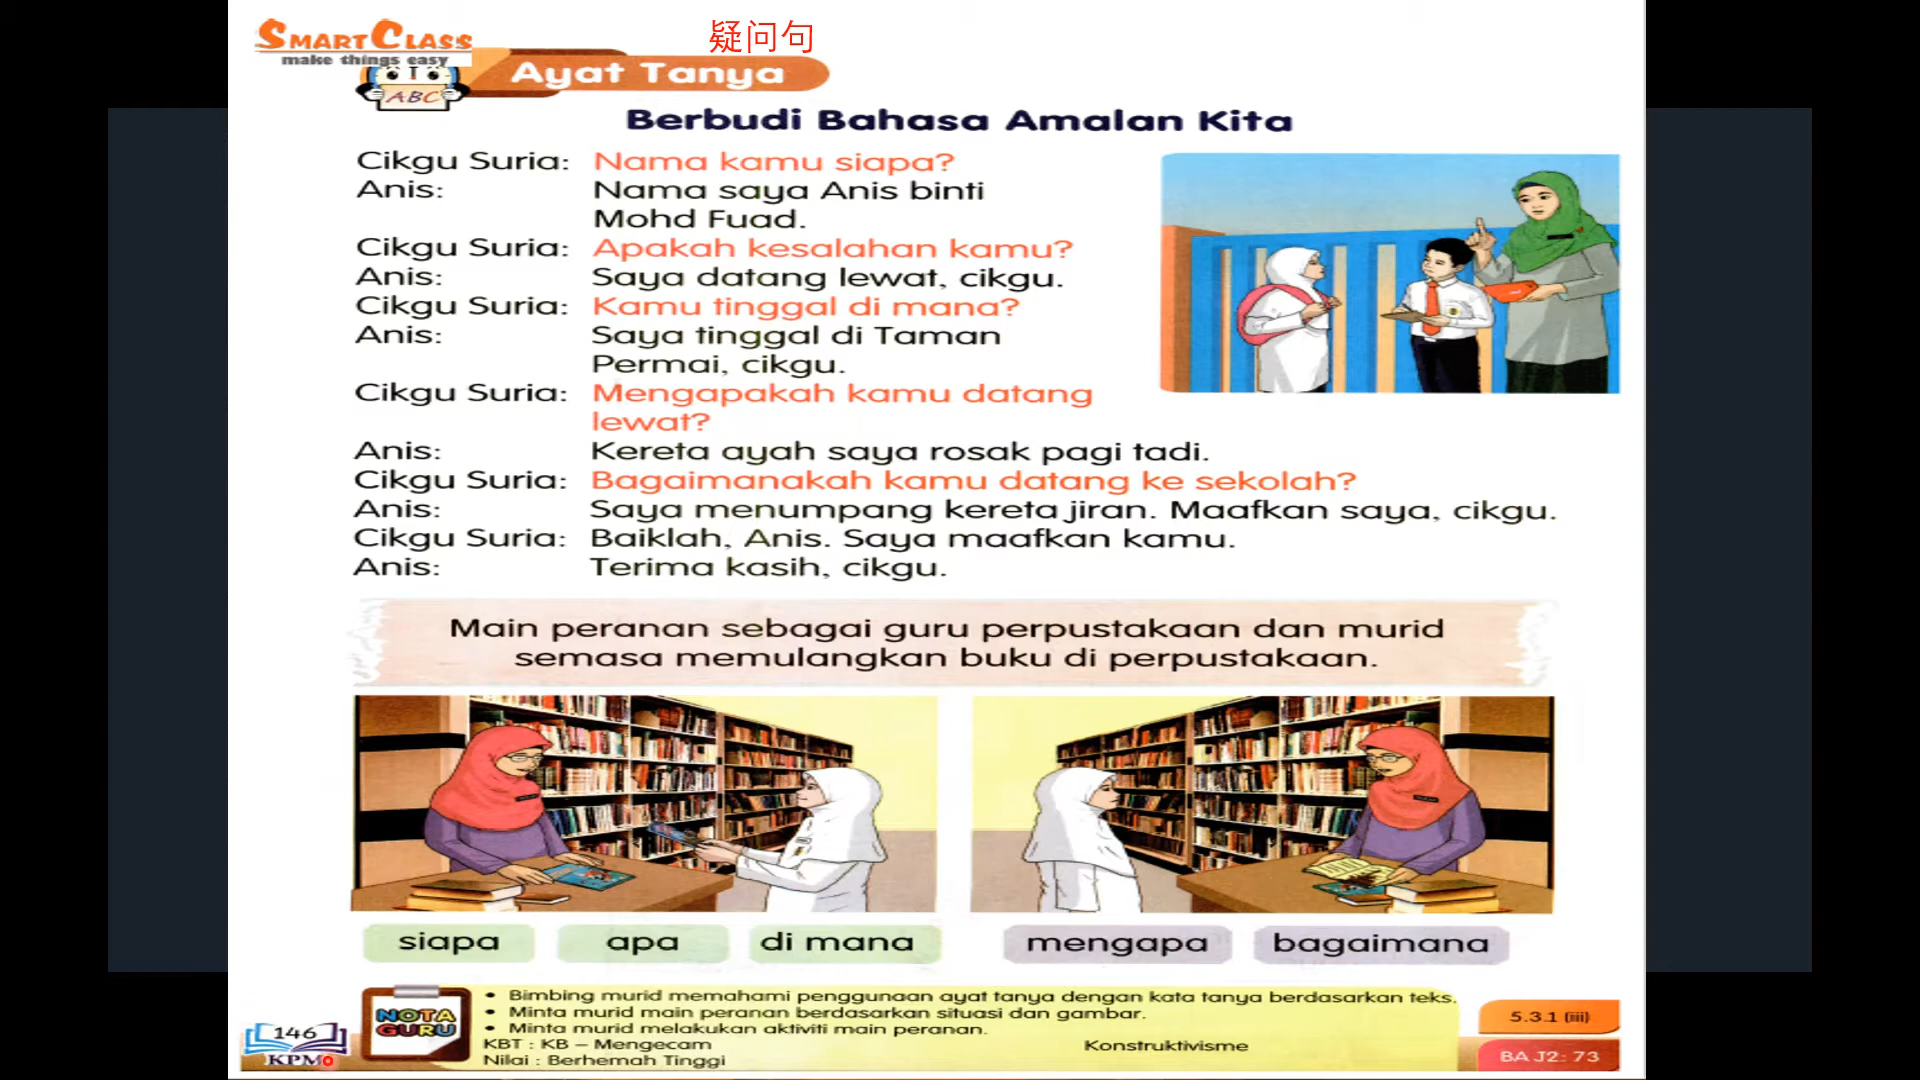 SMARTCLASS
make things easy
疑问句
ABC
Ayat Tanya
Berbudi Bahasa Amalan Kita
Cikgu Suria: Nama kamu siapa?
Anis: Nama saya Anis binti
Mohd Fuad.
Cikgu Suria: Apakah kesalahan kamu?
Anis: Saya datang lewat, cikgu.
Cikgu Suria: Kamu tinggal di mana?
Anis: Saya tinggal di Taman
Permai, cikgu.
Cikgu Suria: Mengapakah kamu datang
lewat?
Anis: Kereta ayah saya rosak pagi tadi.
Cikgu Suria: Bagaimanakah kamu datang ke sekolah?
Anis: Saya menumpang kereta jiran. Maafkan saya, cikgu.
Cikgu Suria: Baiklah, Anis. Saya maafkan kamu.
Anis: Terima kasih, cikgu.
Main peranan sebagai guru perpustakaan dan murid
semasa memulangkan buku di perpustakaan.
siapa apa di mana mengapa bagaimana
NOTA
GURU
• Bimbing murid memahami penggunaan ayat tanya dengan kata tanya berdasarkan teks.
• Minta murid main peranan berdasarkan situasi dan gambar.
• Minta murid melakukan aktiviti main peranan.
KBT : KB – Mengecam Konstruktivisme
Nilai : Berhemah Tinggi
5.3.1 (iii)
BA J2: 73
146
KPM